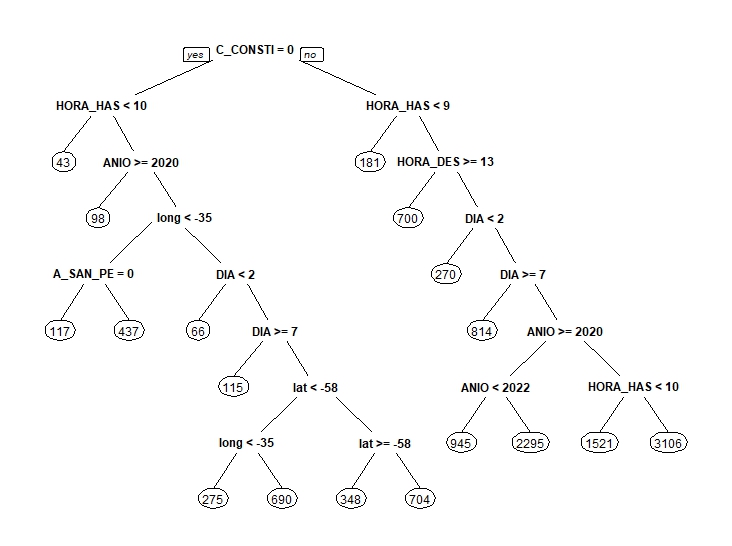 yes C_CONSTI = 0 no
HORA_HAS < 10 HORA_HAS < 9
43 ANIO >= 2020 181 HORA_DES >= 13
98 long < -35 700 DIA < 2
A_SAN_PE = 0 DIA < 2 270 DIA >= 7
117 437 66 DIA >= 7 814 ANIO >= 2020
115 lat < -58 ANIO < 2022 HORA_HAS < 10
long < -35 lat >= -58 945 2295 1521 3106
275 690 348 704